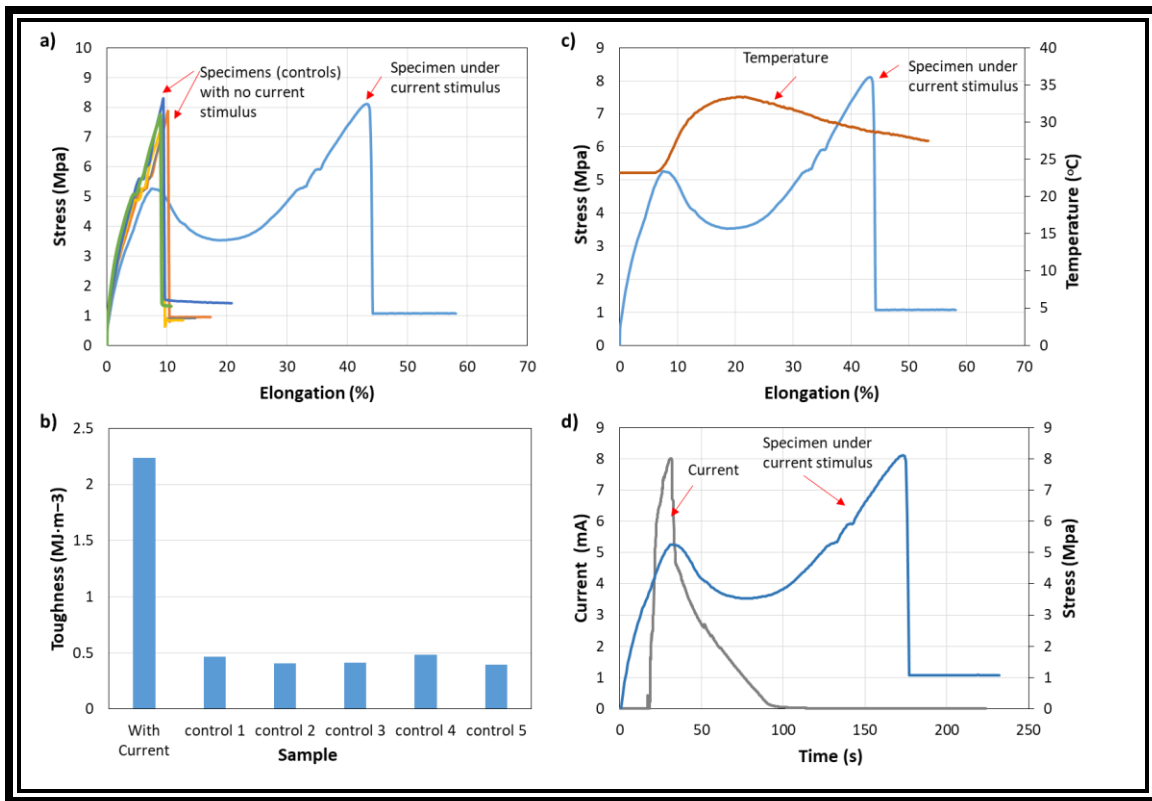 a)
10
9
8
7
6
5
4
3
2
1
0
Stress (Mpa)
Specimens (controls)
with no current
stimulus
Specimen under
current stimulus
0 10 20 30 40 50 60 70
Elongation (%)
c)
9
8
7
6
5
4
3
2
1
0
Stress (Mpa)
Temperature
Specimen under
current stimulus
40
35
30
25
20
15
10
5
0
Temperature (ºC)
0 10 20 30 40 50 60 70
Elongation (%)
b)
2.5
2
1.5
1
0.5
0
Toughness (MJ·m−3)
With control 1 control 2 control 3 control 4 control 5
Current
Sample
d)
9
8
7
6
5
4
3
2
1
0
Current (mA)
Current
Specimen under
current stimulus
9
8
7
6
5
4
3
2
1
0
Stress (Mpa)
0 50 100 150 200 250
Time (s)